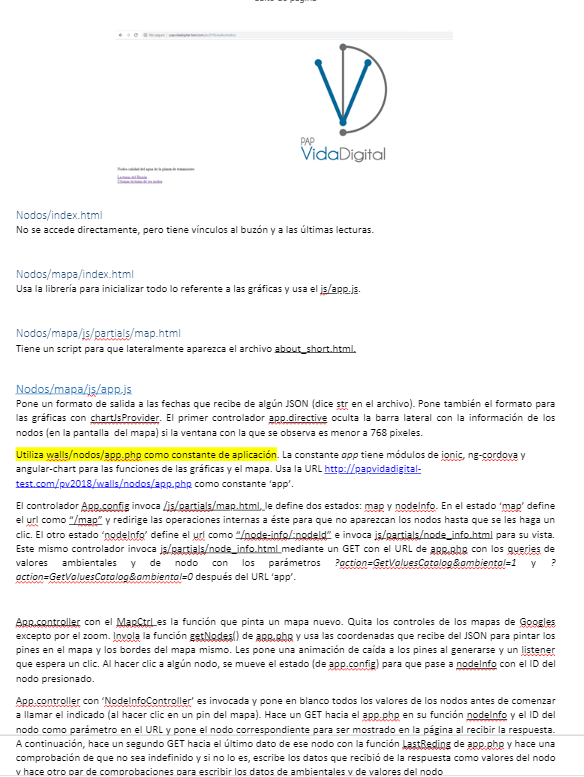 PAP
VidaDigital
Nodos calidad del agua de la planta de tratamiento
Lecturas del Buzón
Últimas lecturas de los nodos
Nodos/index.html
No se accede directamente, pero tiene vínculos al buzón y a las últimas lecturas.
Nodos/mapa/index.html
Usa la librería para inicializar todo lo referente a las gráficas y usa el js/app.js.
Nodos/mapa/js/partials/map.html
Tiene un script para que lateralmente aparezca el archivo about_short.html.
Nodos/mapa/js/app.js
Pone un formato de salida a las fechas que recibe de algún JSON (dice str en el archivo). Pone también el formato para
las gráficas con chartJsProvider. El primer controlador app.directive oculta la barra lateral con la información de los
nodos (en la pantalla del mapa) si la ventana con la que se observa es menor a 768 pixeles.
Utiliza walls/nodos/app.php como constante de aplicación. La constante app tiene módulos de ionic, ng-cordova y
angular-chart para las funciones de las gráficas y el mapa. Usa la URL http://papvidadigital-
test.com/pv2018/walls/nodos/app.php como constante ‘app’.
El controlador App.config invoca /js/partials/map.html, le define dos estados: map y nodeInfo. En el estado ‘map’ define
el url como “/map” y redirige las operaciones internas a éste para que no aparezcan los nodos hasta que se les haga un
clic. El otro estado ‘nodeInfo’ define el url como “/node-info/:nodeId” e invoca js/partials/node_info.html para su vista.
Este mismo controlador invoca js/partials/node_info.html mediante un GET con el URL de app.php con los queries de
valores ambientales y de nodo con los parámetros ?action=GetValuesCatalog&ambiental=1 y ?
action=GetValuesCatalog&ambiental=0 después del URL ‘app’.
App.controller con el MapCtrl es la función que pinta un mapa nuevo. Quita los controles de los mapas de Googles
excepto por el zoom. Invola la función getNodes() de app.php y usa las coordenadas que recibe del JSON para pintar los
pines en el mapa y los bordes del mapa mismo. Les pone una animación de caída a los pines al generarse y un listener
que espera un clic. Al hacer clic a algún nodo, se mueve el estado (de app.config) para que pase a nodeInfo con el ID del
nodo presionado.
App.controller con ‘NodeInfoController’ es invocada y pone en blanco todos los valores de los nodos antes de comenzar
a llamar el indicado (al hacer clic en un pin del mapa). Hace un GET hacia el app.php en su función nodeInfo y el ID del
nodo como parámetro en el URL y pone el nodo correspondiente para ser mostrado en la página al recibir la respuesta.
A continuación, hace un segundo GET hacia el último dato de ese nodo con la función LastReding de app.php y hace una
comprobación de que no sea indefinido y si no lo es, escribe los datos que recibió de la respuesta como valores del nodo
y hace otro par de comprobaciones para escribir los datos de ambientales y de valores del nodo